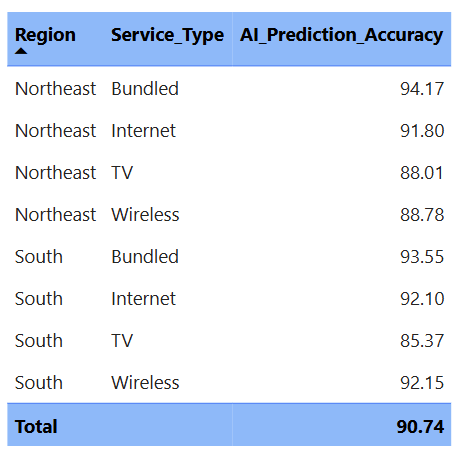 Region Service_Type AI_Prediction_Accuracy
Northeast Bundled 94.17
Northeast Internet 91.80
Northeast TV 88.01
Northeast Wireless 88.78
South Bundled 93.55
South Internet 92.10
South TV 85.37
South Wireless 92.15
Total 90.74